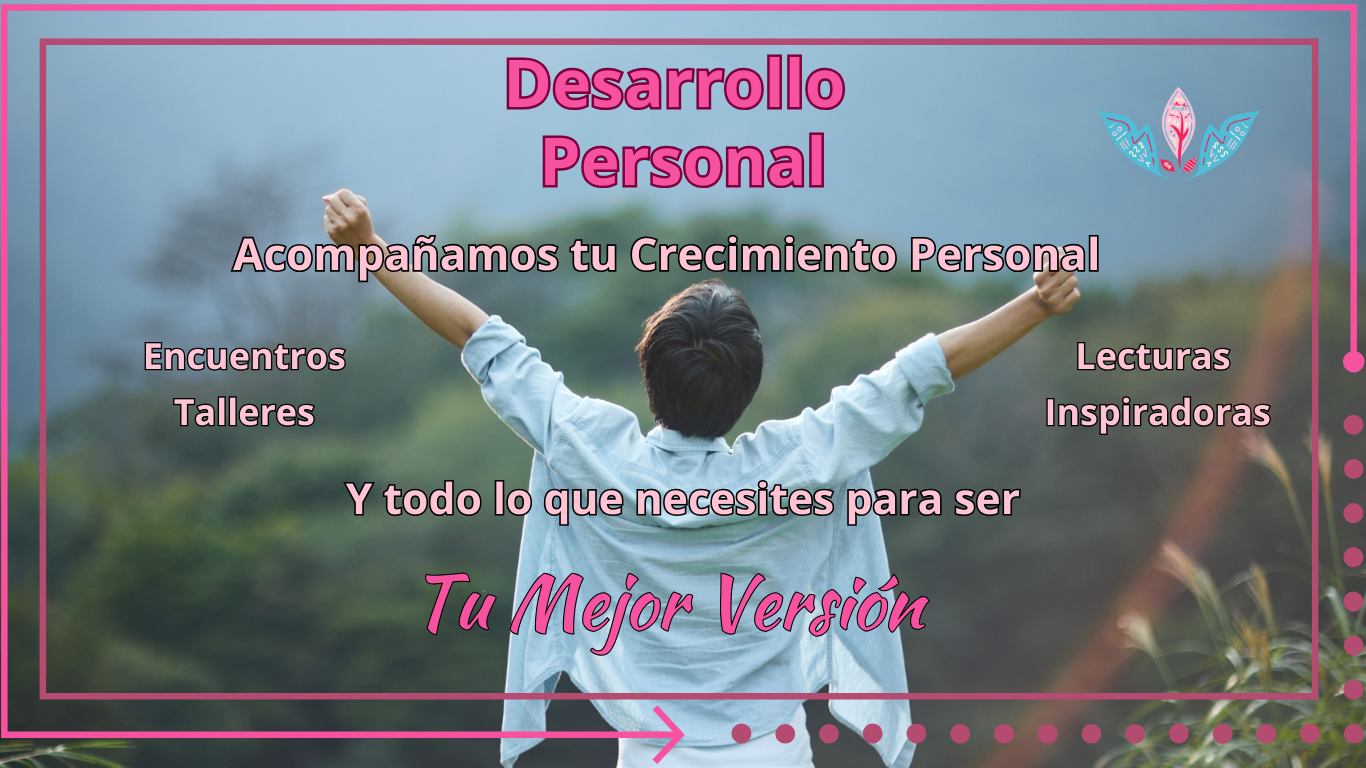 Desarrollo
Personal
Acompañamos tu Crecimiento Personal
Encuentros
Talleres
Lecturas
Inspiradoras
Y todo lo que necesites para ser
Tu Mejor Versión